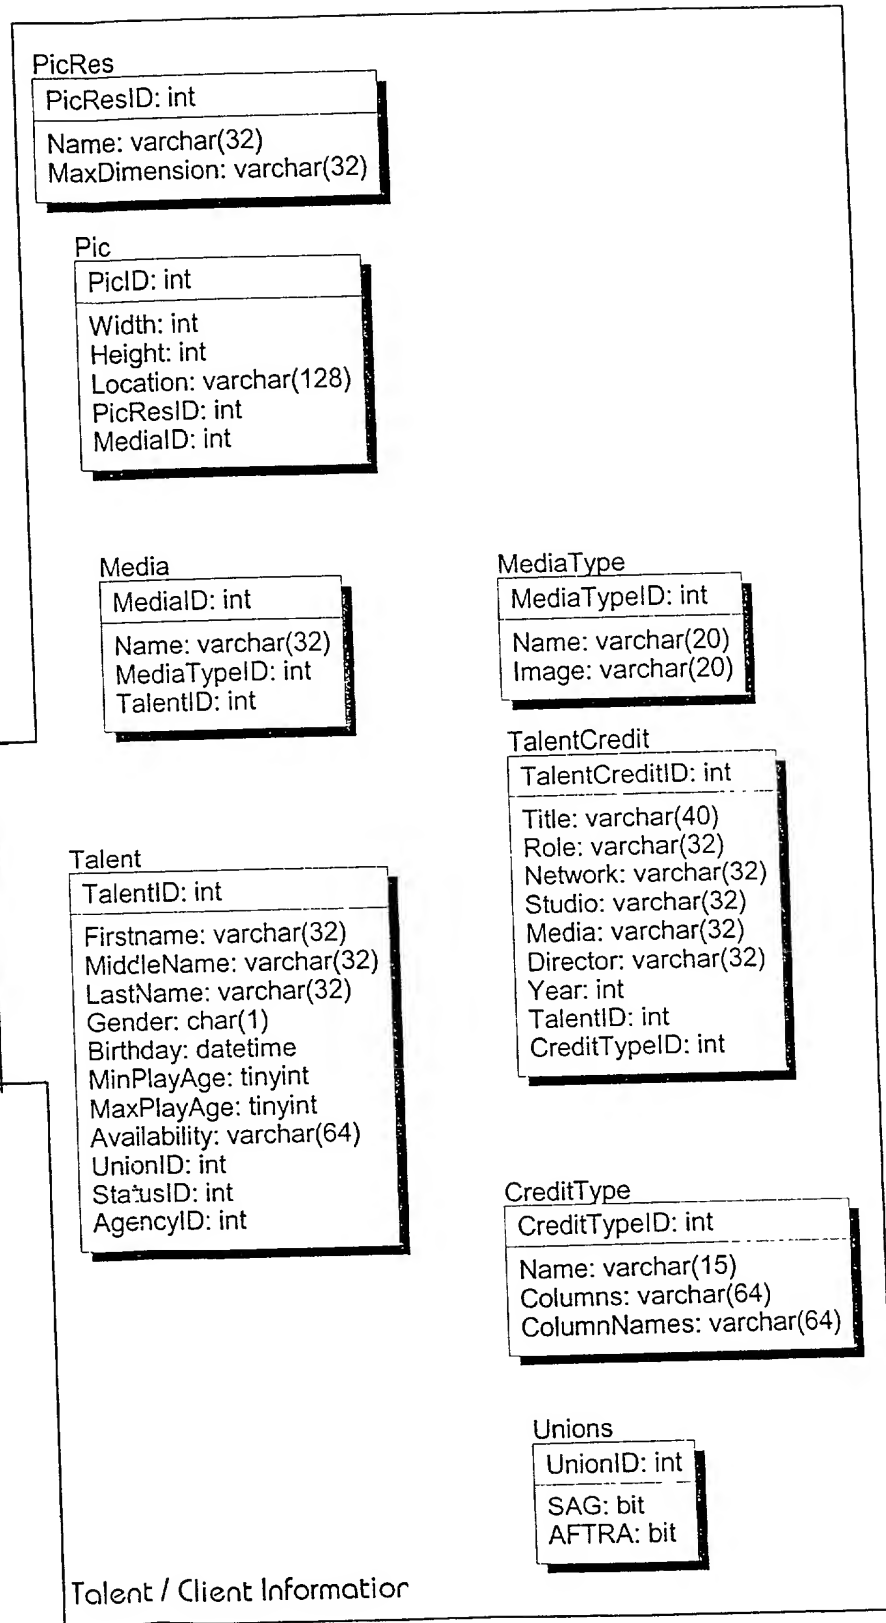 PicRes
PicResID: int
Name: varchar(32)
MaxDimension: varchar(32)
Pic
PicID: int
Width: int
Height: int
Location: varchar(128)
PicResID: int
MediaID: int
Media
MediaID: int
Name: varchar(32)
MediaTypeID: int
TalentID: int
MediaType
MediaTypeID: int
Name: varchar(20)
Image: varchar(20)
TalentCredit
TalentCreditID: int
Title: varchar(40)
Role: varchar(32)
Network: varchar(32)
Studio: varchar(32)
Media: varchar(32)
Director: varchar(32)
Year: int
TalentID: int
CreditTypeID: int
Talent
TalentID: int
Firstname: varchar(32)
MiddleName: varchar(32)
LastName: varchar(32)
Gender: char(1)
Birthday: datetime
MinPlayAge: tinyint
MaxPlayAge: tinyint
Availability: varchar(64)
UnionID: int
StatusID: int
AgencyID: int
CreditType
CreditTypeID: int
Name: varchar(15)
Columns: varchar(64)
ColumnNames: varchar(64)
Unions
UnionID: int
SAG: bit
AFTRA: bit
Talent / Client Information